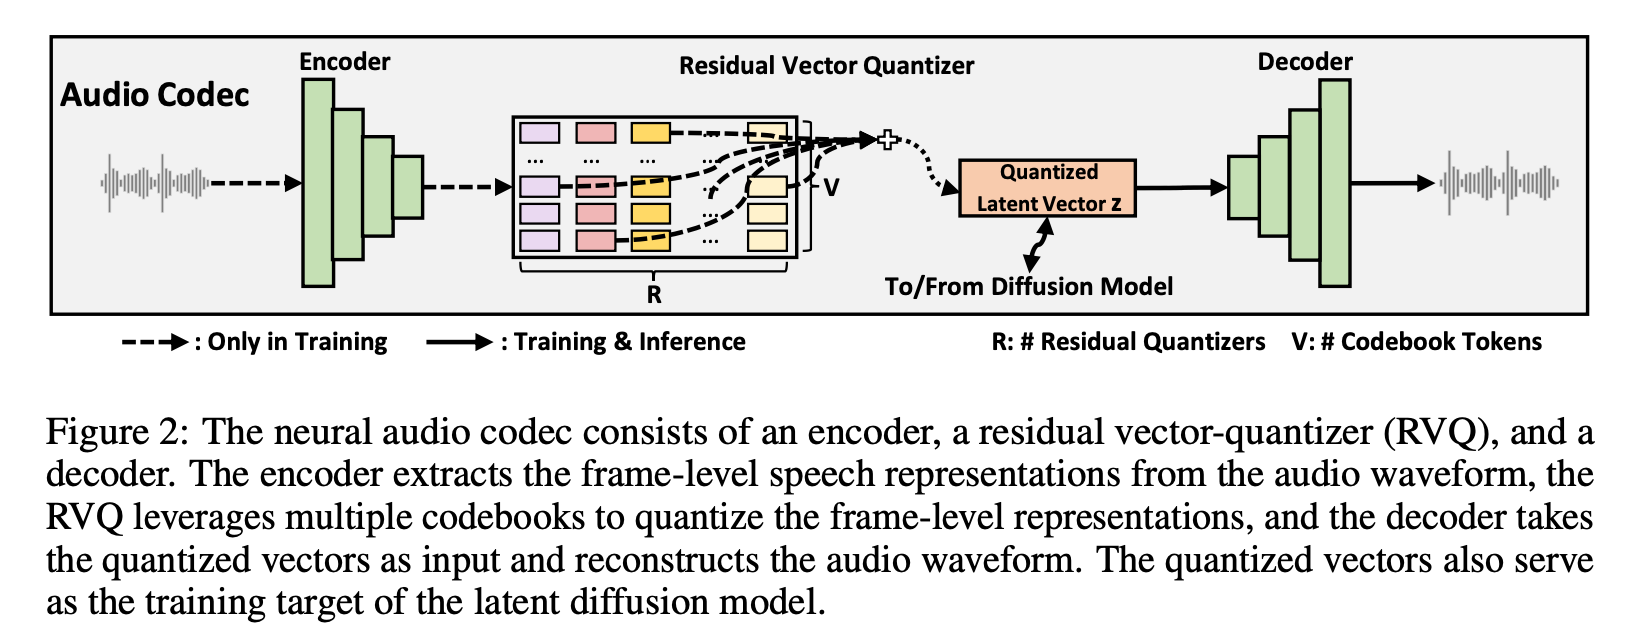 Encoder
Residual Vector Quantizer
Decoder
Audio Codec
...
... ... ... ...
V
Quantized
Latent Vector z
...
...
R
To/From Diffusion Model
: Only in Training : Training & Inference R: # Residual Quantizers V: # Codebook Tokens
Figure 2: The neural audio codec consists of an encoder, a residual vector-quantizer (RVQ), and a
decoder. The encoder extracts the frame-level speech representations from the audio waveform, the
RVQ leverages multiple codebooks to quantize the frame-level representations, and the decoder takes
the quantized vectors as input and reconstructs the audio waveform. The quantized vectors also serve
as the training target of the latent diffusion model.